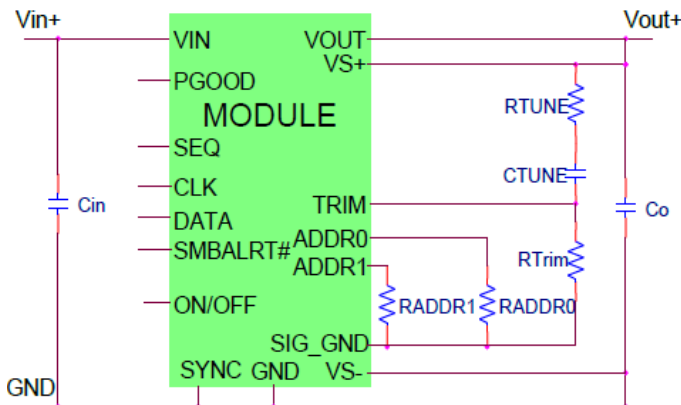 Vin+
Vout+
VIN
VOUT
VS+
PGOOD
RTUNE
MODULE
SEQ
CTUNE
CLK
Cin
TRIM
Co
DATA
ADDR0
SMBALRT#
RTrim
ADDR1
ON/OFF
RADDR1
RADDR0
SIG_GND
SYNC
GND
VS-
GND